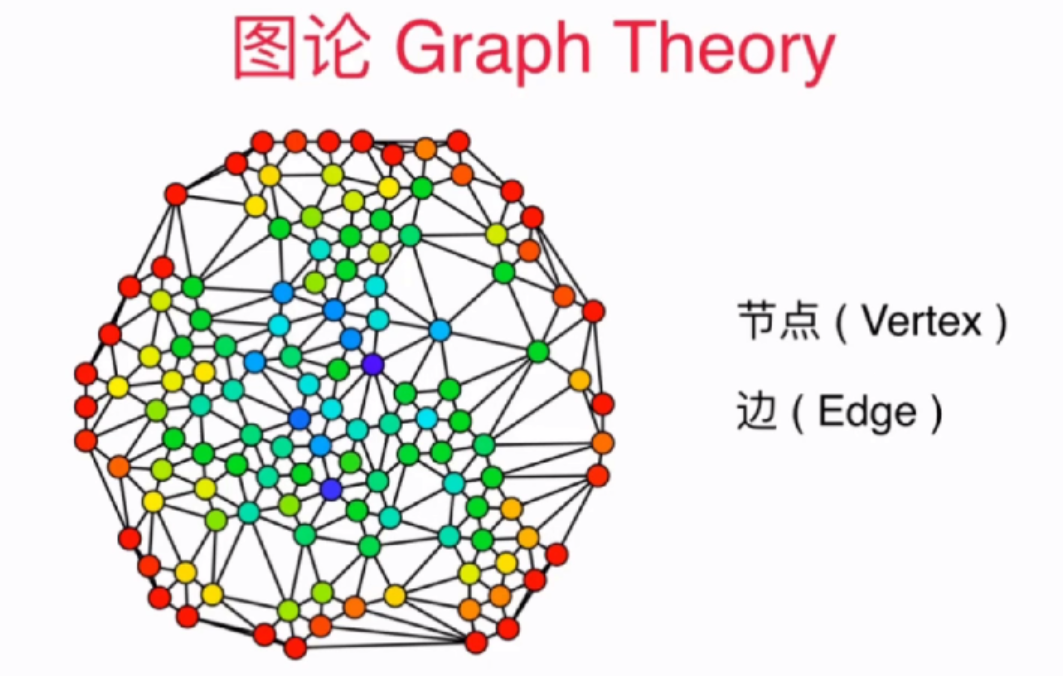 图论 Graph Theory
节点 ( Vertex )
边 ( Edge )